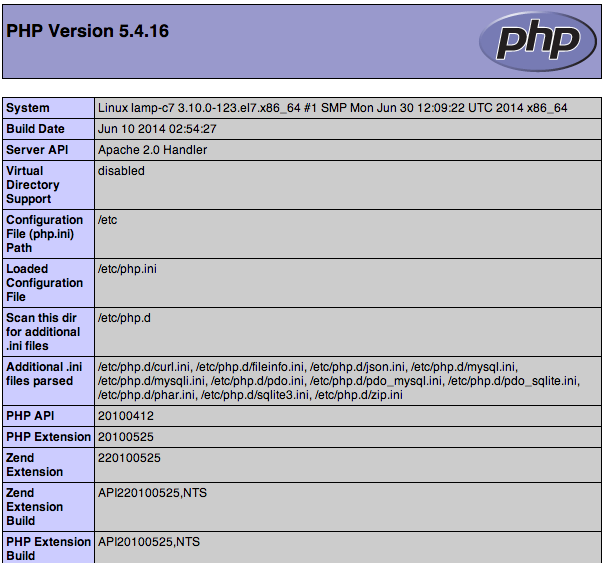 PHP Version 5.4.16
php
System Linux lamp-c7 3.10.0-123.el7.x86_64 #1 SMP Mon Jun 30 12:09:22 UTC 2014 x86_64
Build Date Jun 10 2014 02:54:27
Server API Apache 2.0 Handler
Virtual disabled
Directory
Support
Configuration /etc
File (php.ini)
Path
Loaded /etc/php.ini
Configuration
File
Scan this dir /etc/php.d
for additional
.ini files
Additional .ini /etc/php.d/curl.ini, /etc/php.d/fileinfo.ini, /etc/php.d/json.ini, /etc/php.d/mysql.ini,
files parsed /etc/php.d/mysqli.ini, /etc/php.d/pdo.ini, /etc/php.d/pdo_mysql.ini, /etc/php.d/pdo_sqlite.ini,
/etc/php.d/phar.ini, /etc/php.d/sqlite3.ini, /etc/php.d/zip.ini
PHP API 20100412
PHP Extension 20100525
Zend 220100525
Extension
Zend API220100525,NTS
Extension
Build
PHP Extension API20100525,NTS
Build